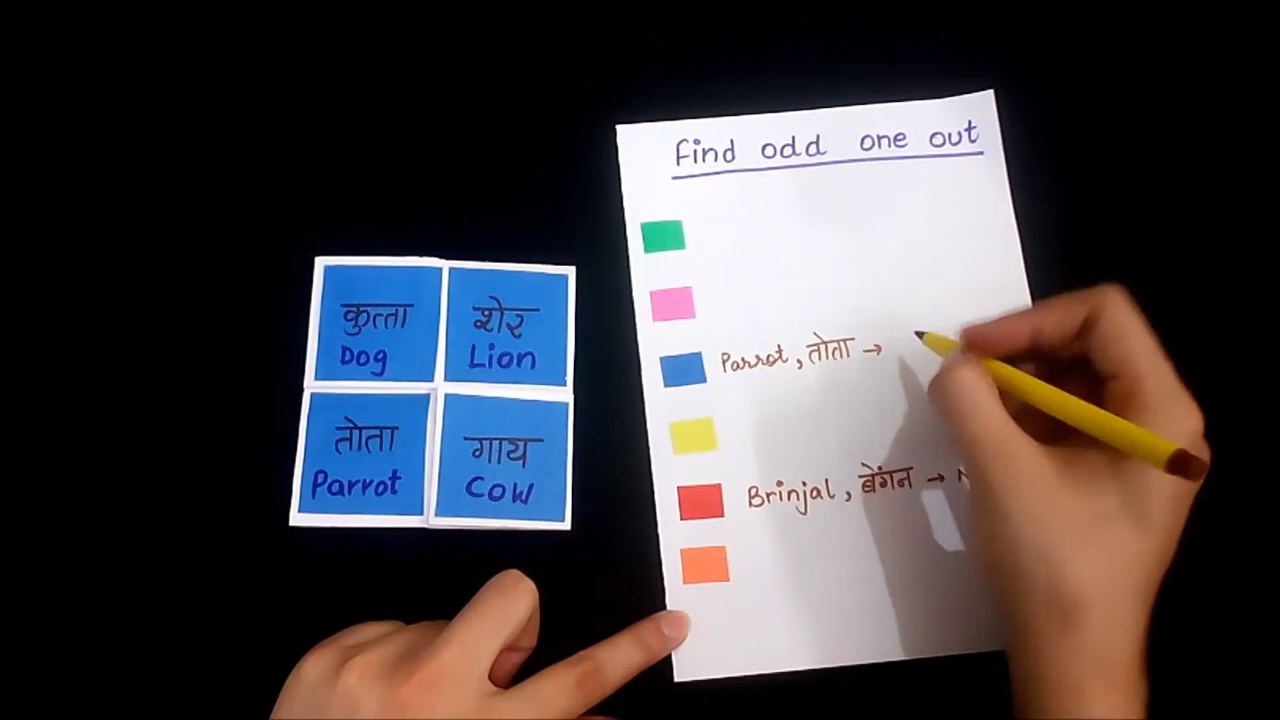 कुत्ता
Dog
शेर
Lion
तोता
Parrot
गाय
Cow
find odd one out
Parrot, तोता →
Brinjal, बेंगन →